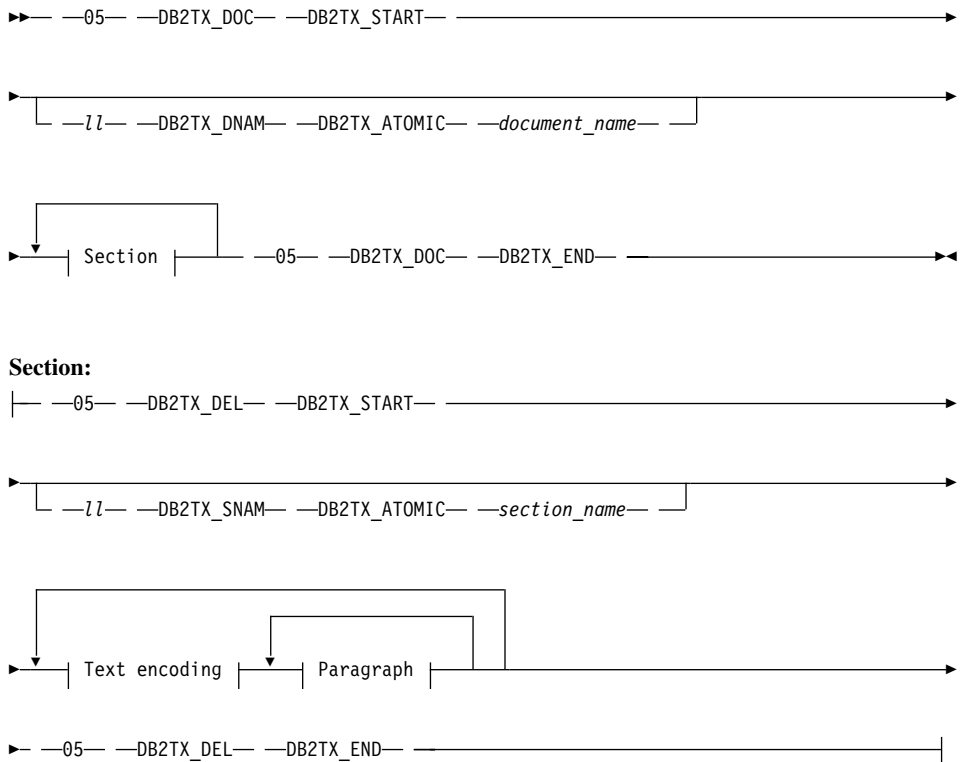 05 DB2TX_DOC DB2TX_START
ll DB2TX_DNAM DB2TX_ATOMIC document_name
Section 05 DB2TX_DOC DB2TX_END
Section:
05 DB2TX_DEL DB2TX_START
ll DB2TX_SNAM DB2TX_ATOMIC section_name
Text encoding Paragraph
05 DB2TX_DEL DB2TX_END